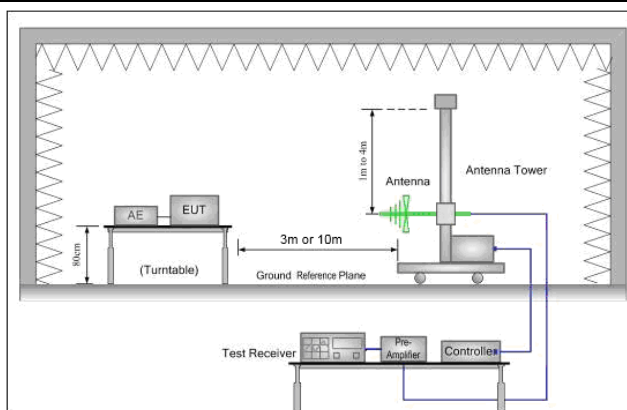 1m to 4m
Antenna
Antenna Tower
AE
EUT
80cm
(Turntable)
3m or 10m
Ground Reference Plane
Test Receiver
Pre-
Amplifier
Controller